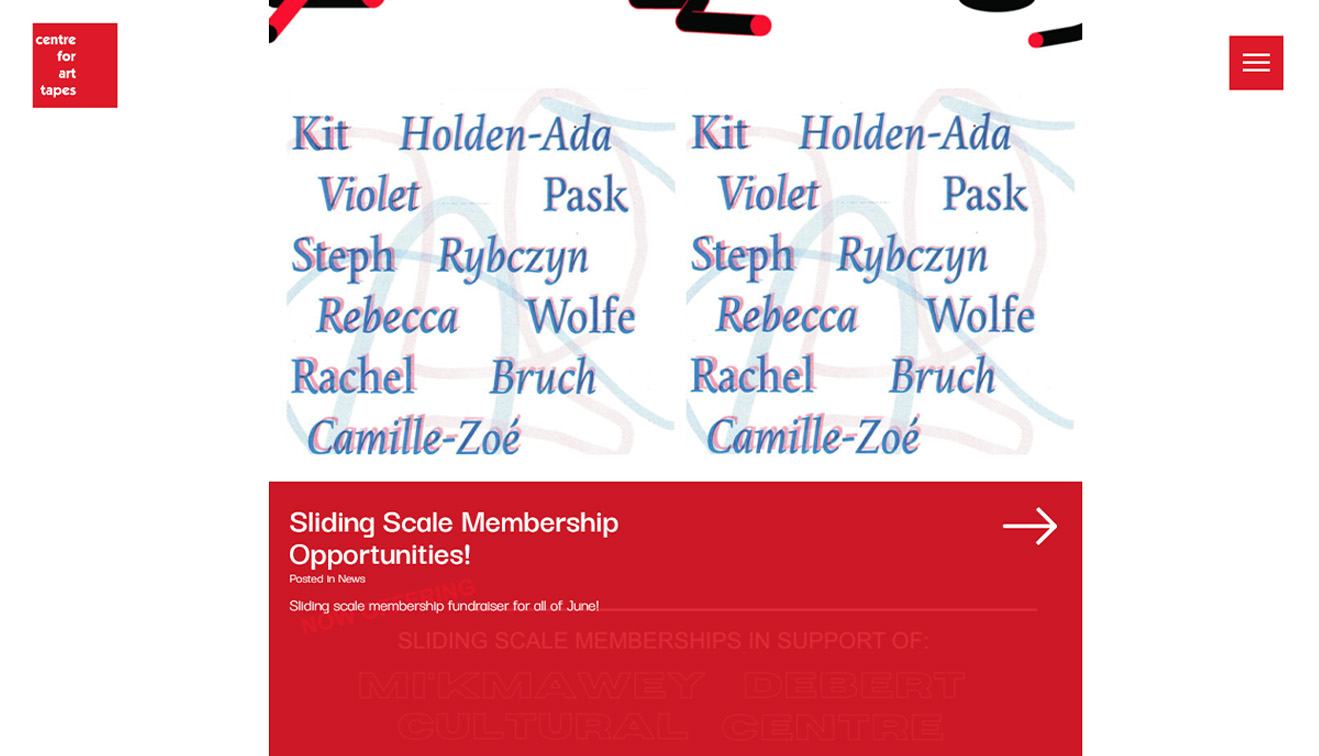 centre
for
art
tapes
Kit Holden-Ada
Violet Pask
Steph Rybczyn
Rebecca Wolfe
Rachel Bruch
Camille-Zoé
Kit Holden-Ada
Violet Pask
Steph Rybczyn
Rebecca Wolfe
Rachel Bruch
Camille-Zoé
Sliding Scale Membership
Opportunities!
Posted in News
NOW OFFERING
Sliding scale membership fundraiser for all of June!
SLIDING SCALE MEMBERSHIPS IN SUPPORT OF:
MI'KMAWEY DEBERT
CULTURAL CENTRE